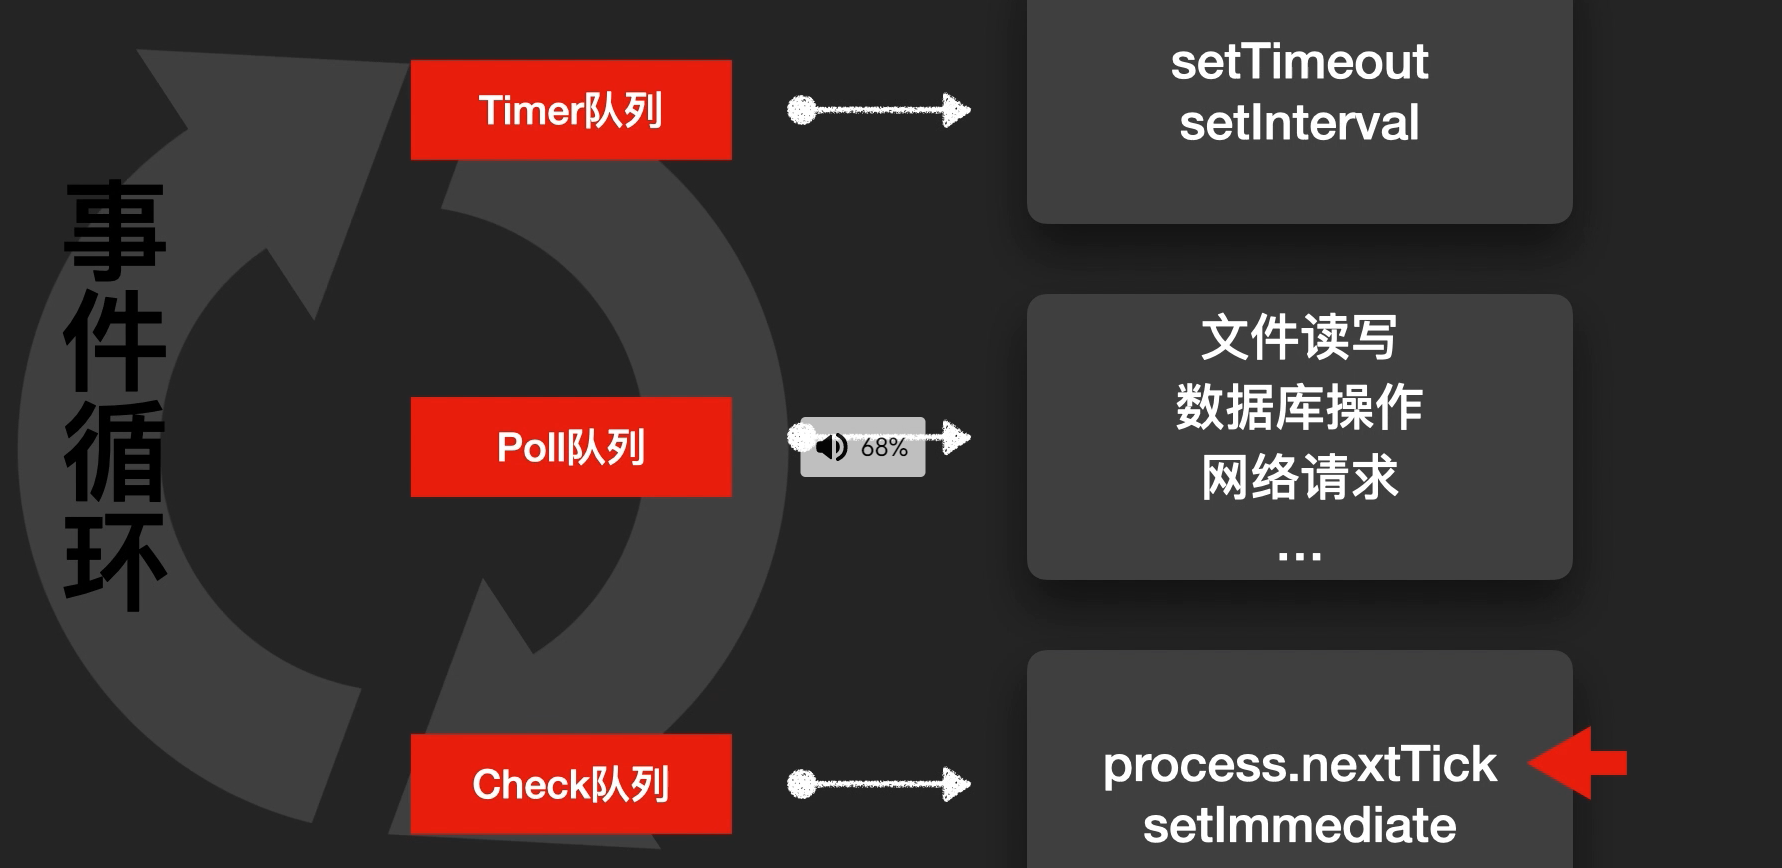 事件循环
Timer队列
setTimeout
setInterval
Poll队列
68%
文件读写
数据库操作
网络请求
...
Check队列
process.nextTick
setImmediate